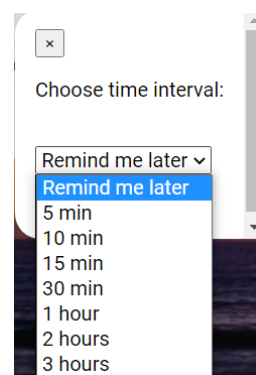 ×
Choose time interval:
Remind me later
Remind me later
5 min
10 min
15 min
30 min
1 hour
2 hours
3 hours